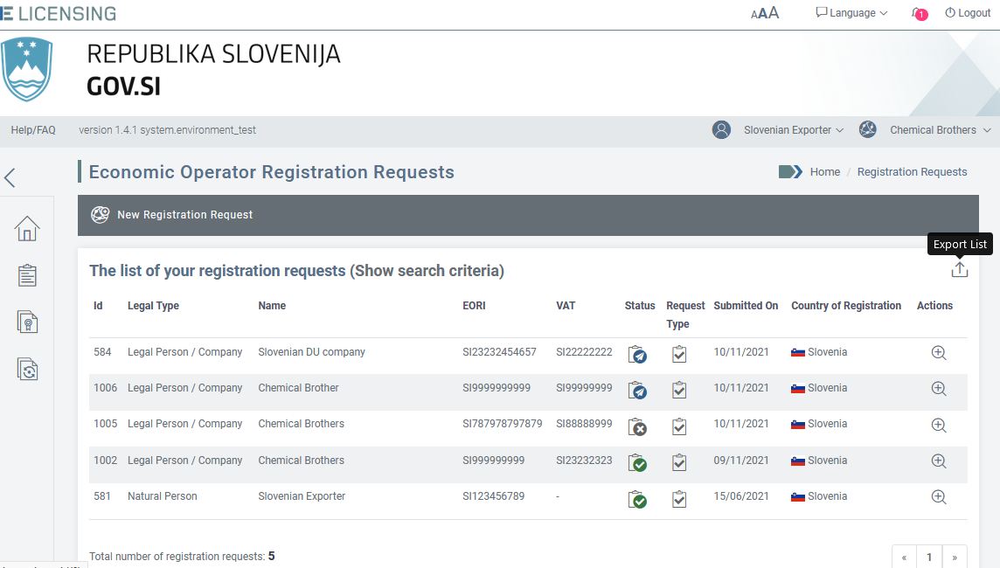 E LICENSING
AAA
Language
1
Logout
REPUBLIKA SLOVENIJA
GOV.SI
Help/FAQ
version 1.4.1 system.environment_test
Slovenian Exporter
Chemical Brothers
Economic Operator Registration Requests
Home / Registration Requests
New Registration Request
Export List
The list of your registration requests (Show search criteria)
Id Legal Type Name EORI VAT Status Request Type Submitted On Country of Registration Actions
584 Legal Person / Company Slovenian DU company SI23232454657 SI22222222 10/11/2021 Slovenia
1006 Legal Person / Company Chemical Brother SI9999999999 SI99999999 10/11/2021 Slovenia
1005 Legal Person / Company Chemical Brothers SI787978797879 SI88888999 10/11/2021 Slovenia
1002 Legal Person / Company Chemical Brothers SI999999999 SI23232323 09/11/2021 Slovenia
581 Natural Person Slovenian Exporter SI123456789 - 15/06/2021 Slovenia
Total number of registration requests: 5
« 1 »